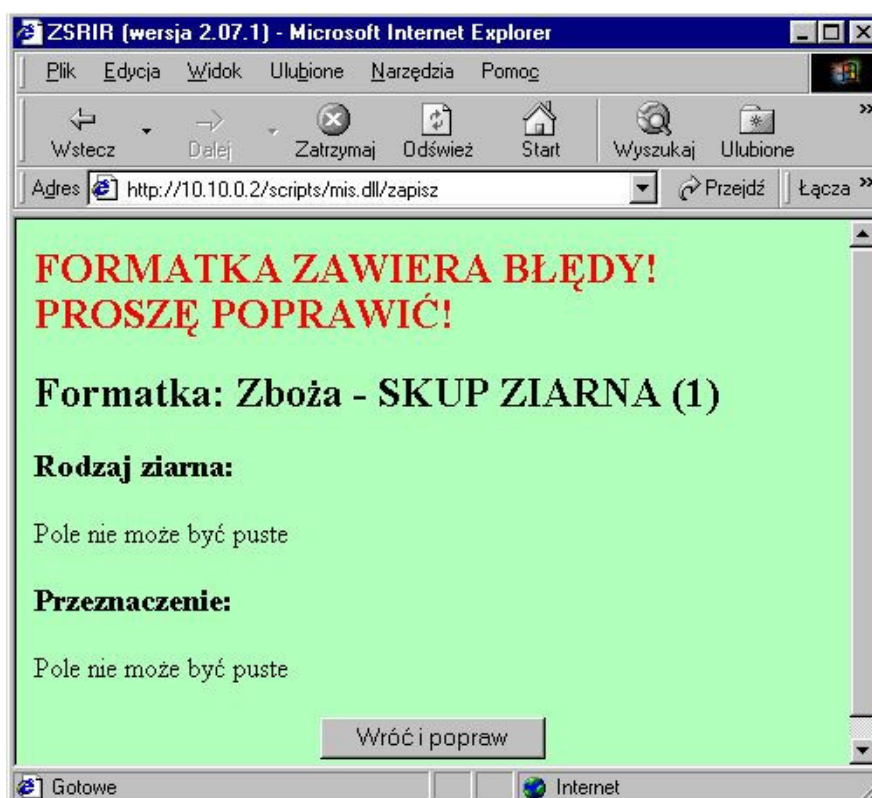 ZSRIR (wersja 2.07.1) - Microsoft Internet Explorer
Plik Edycja Widok Ulubione Narzędzia Pomoc
Wstecz Dalej Zatrzymaj Odśwież Start Wyszukaj Ulubione »
Adres http://10.10.0.2/scripts/mis.dll/zapisz Przejdź Łącza »
FORMATKA ZAWIERA BŁĘDY!
PROSZĘ POPRAWIĆ!
Formatka: Zboża - SKUP ZIARNA (1)
Rodzaj ziarna:
Pole nie może być puste
Przeznaczenie:
Pole nie może być puste
Wróć i popraw
Gotowe Internet